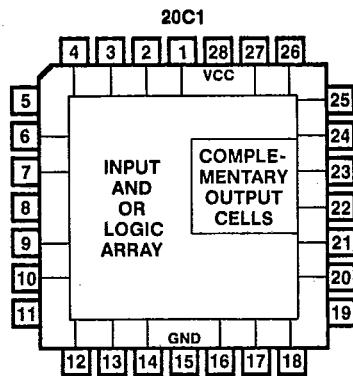 20C1
4 3 2 1 28 27 26
VCC
5 25
6 24
7 23
8 22
9 21
10 20
11 19
INPUT
AND
OR
LOGIC
ARRAY
COMPLE-
MENTARY
OUTPUT
CELLS
GND
12 13 14 15 16 17 18